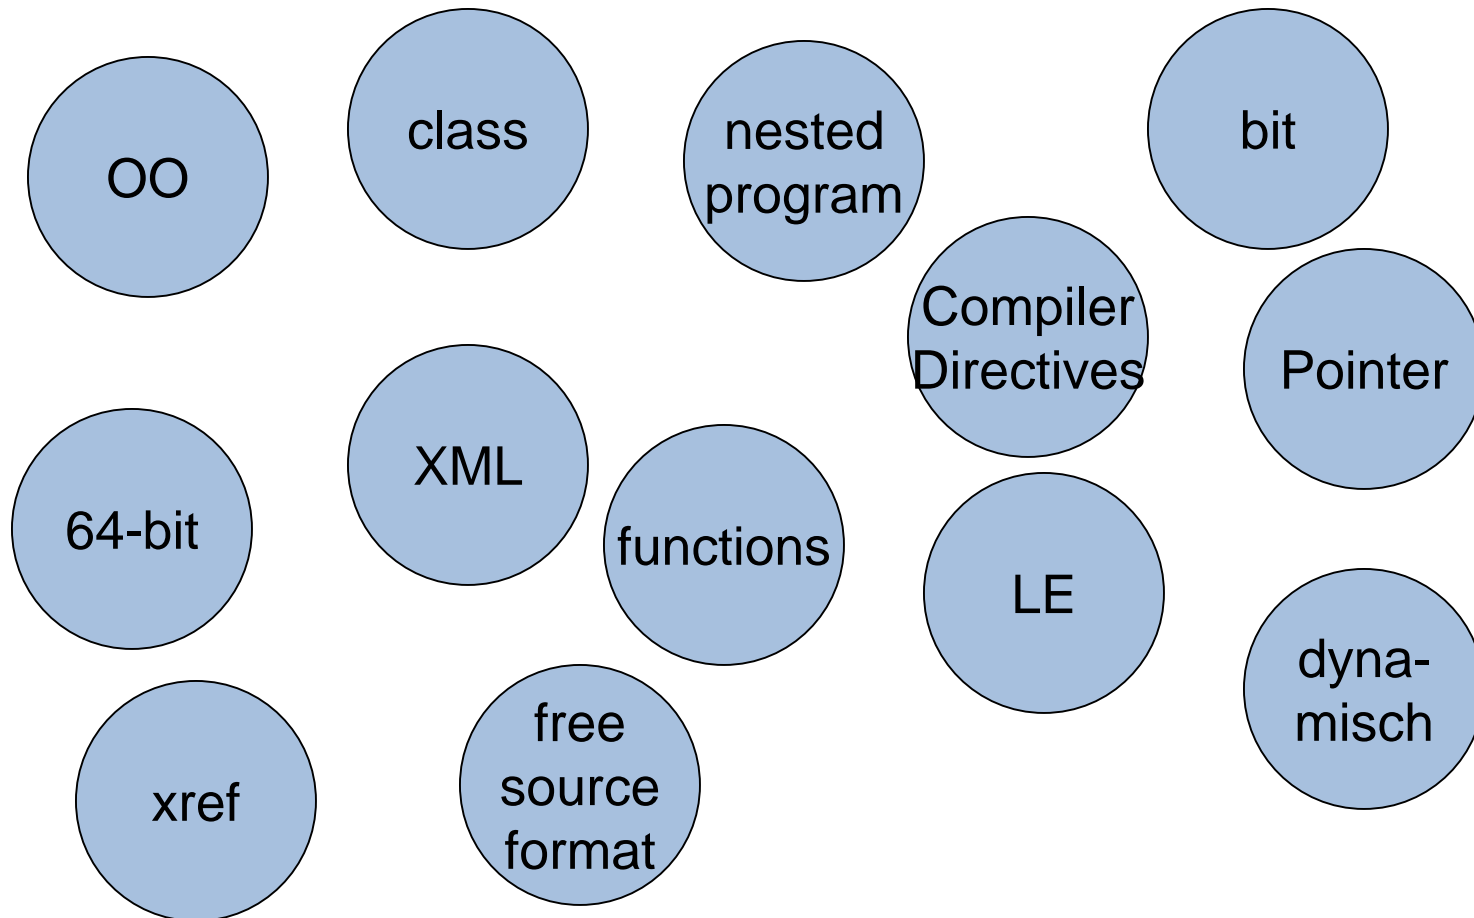 OO
class
nested
program
bit
Compiler
Directives
Pointer
XML
64-bit
functions
LE
dyna-
misch
free
source
format
xref